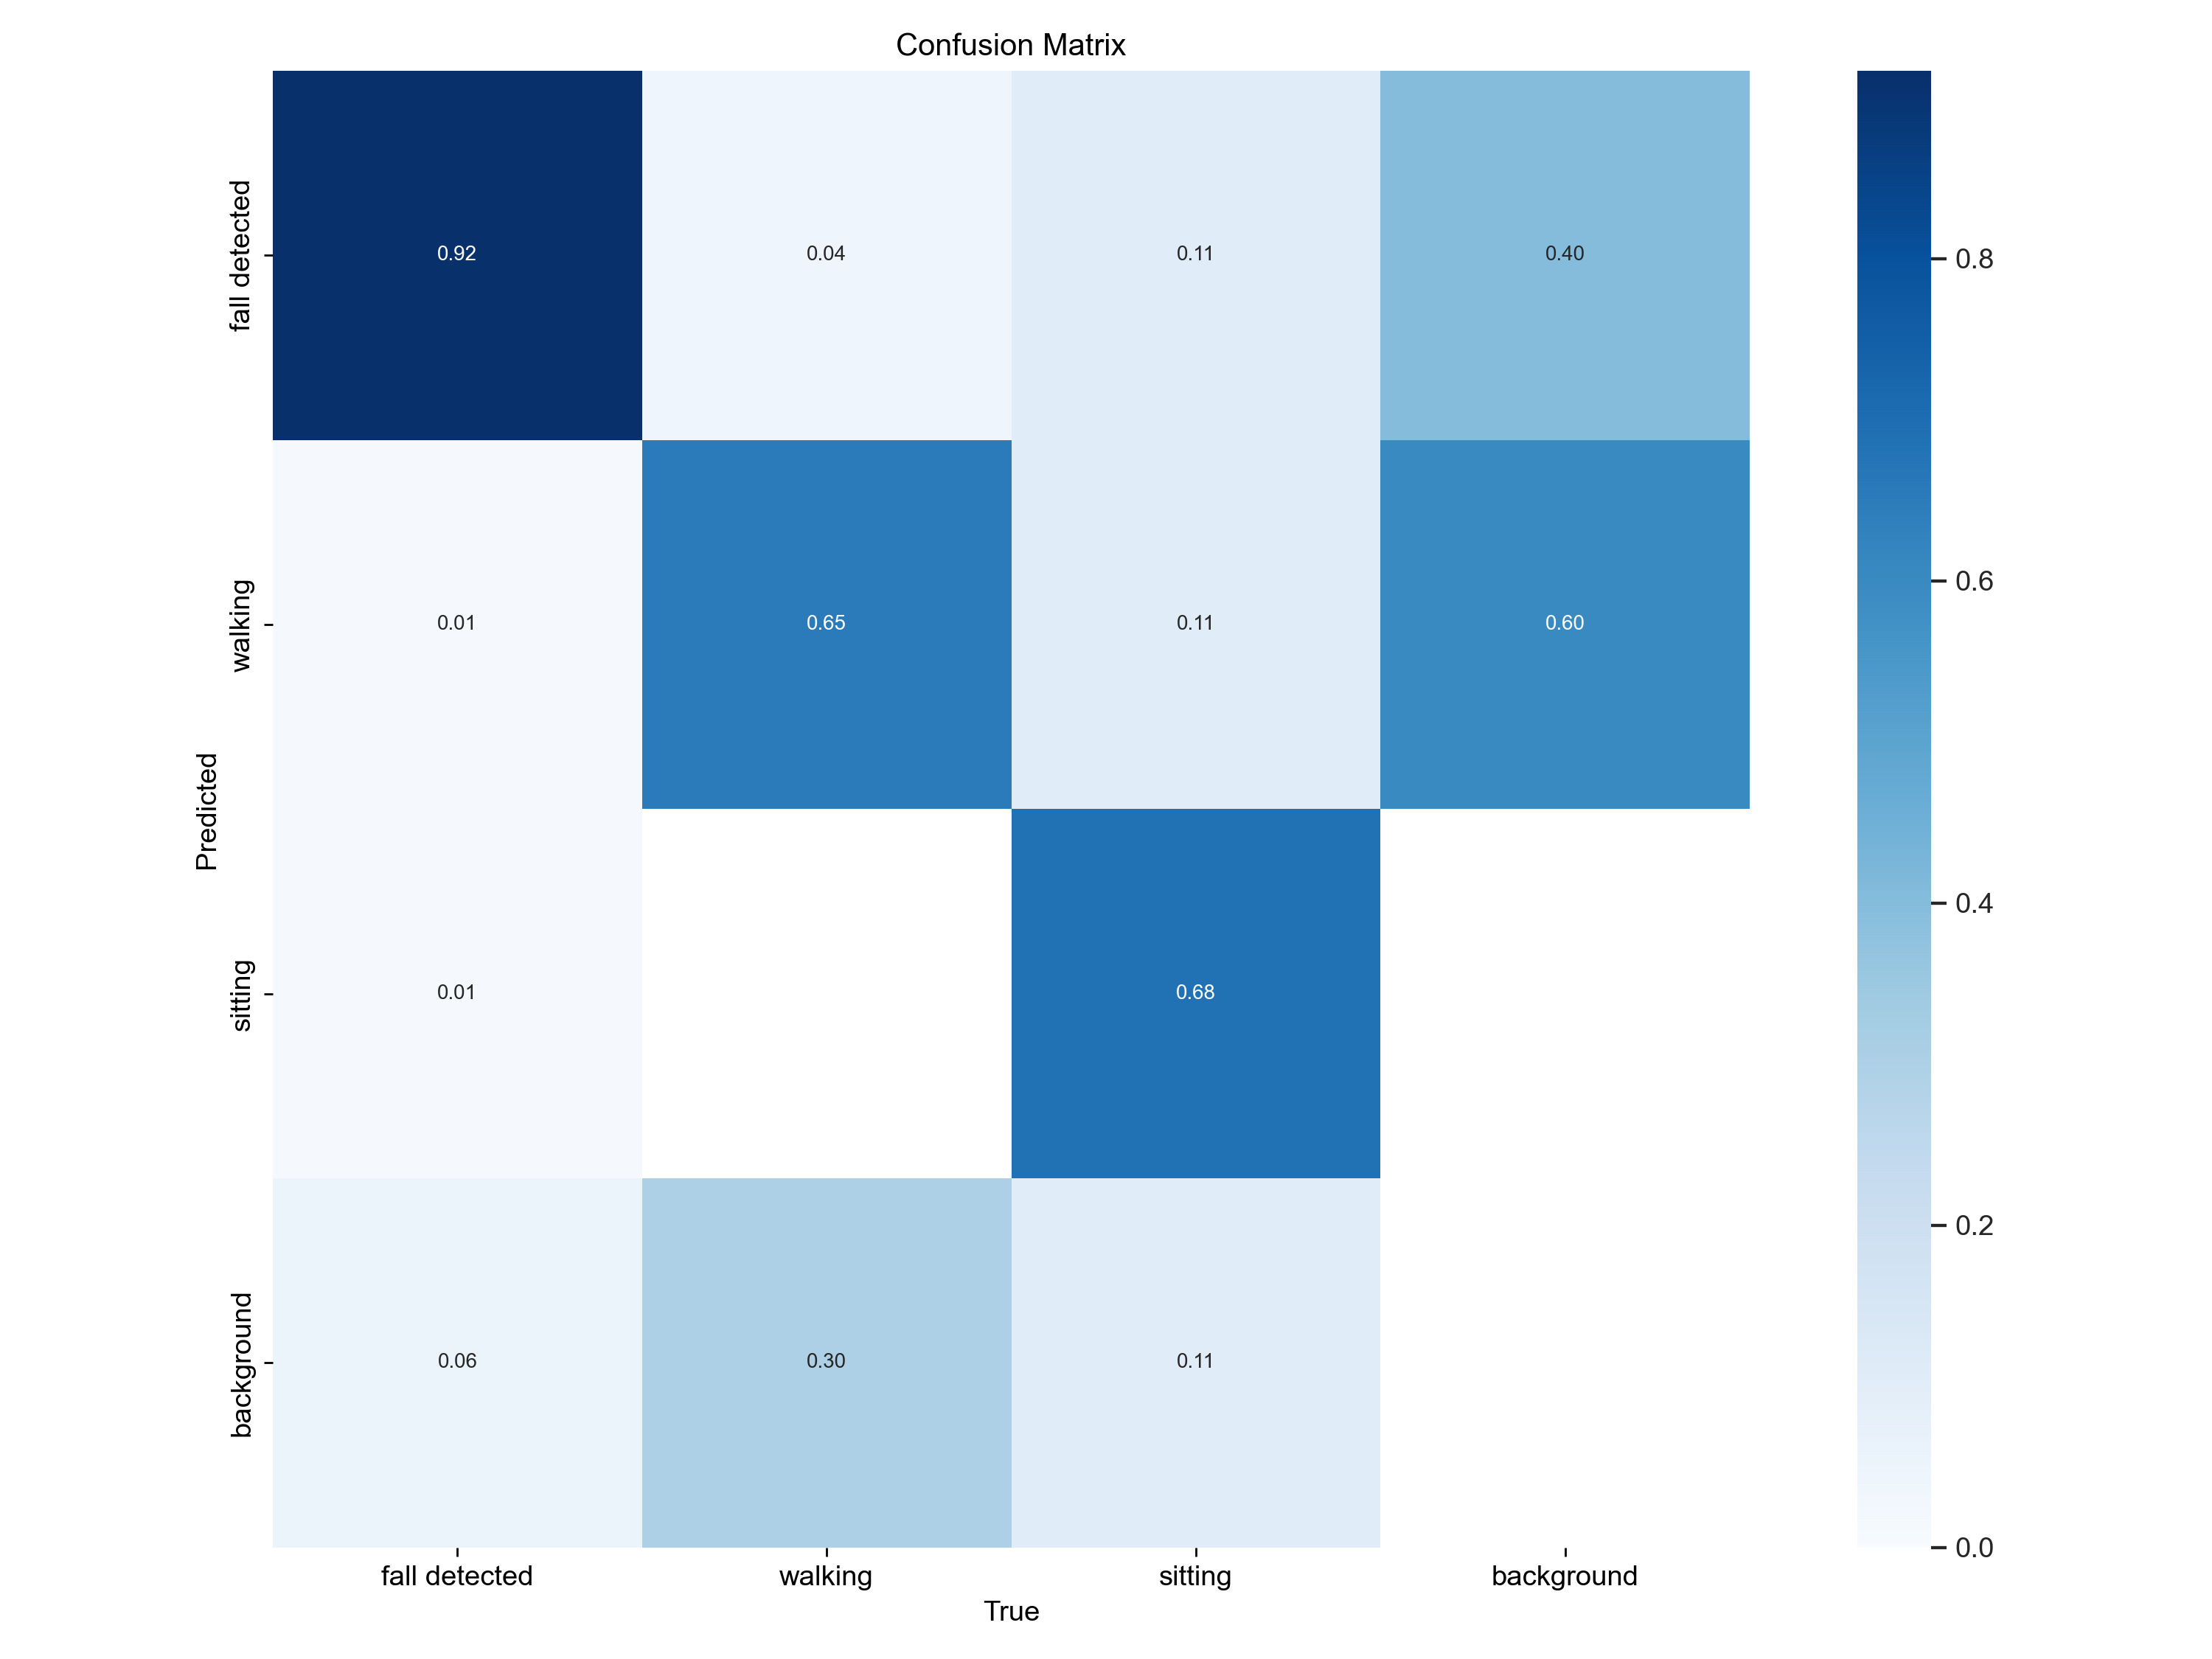 Confusion Matrix
fall detected
0.92
0.04
0.11
0.40
0.8
walking
0.01
0.65
0.11
0.60
0.6
Predicted
0.4
sitting
0.01
0.68
0.2
background
0.06
0.30
0.11
0.0
fall detected
walking
sitting
background
True